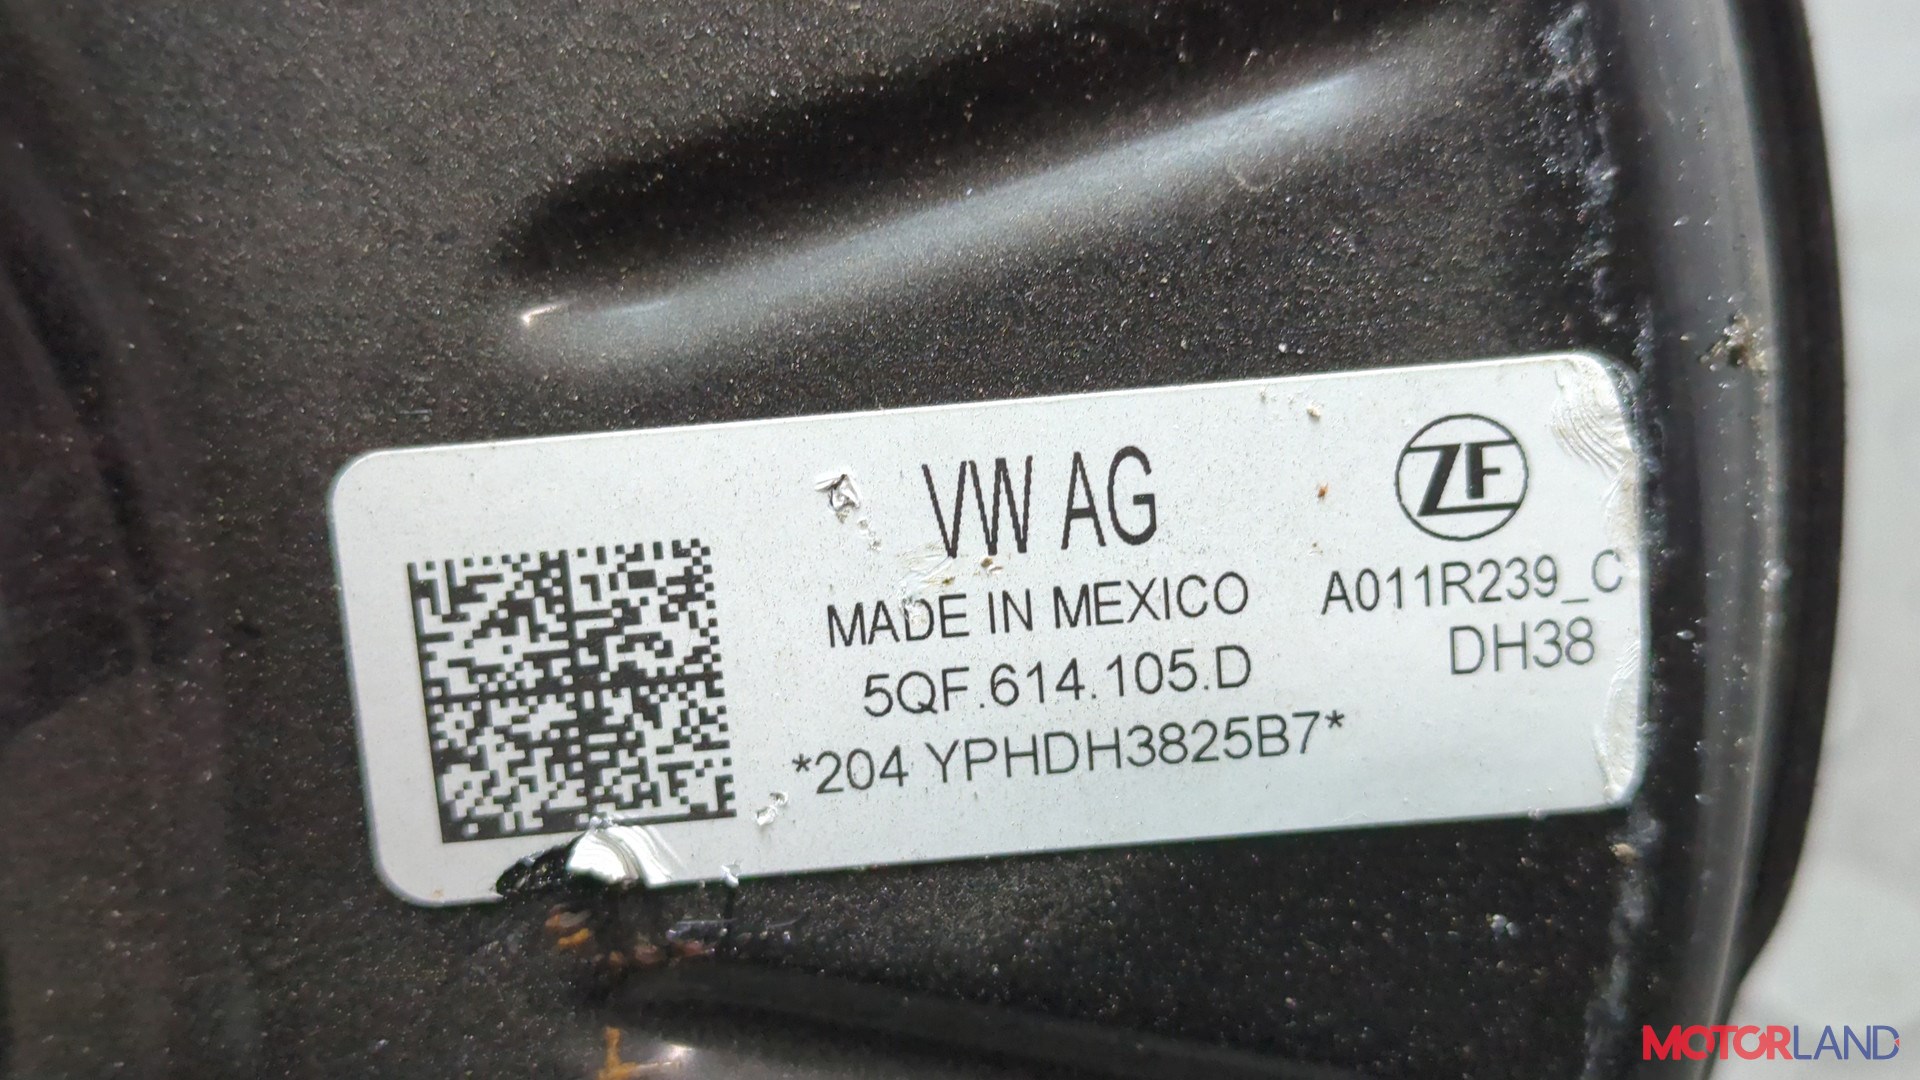 VW AG
ZF
MADE IN MEXICO
A011R239_C
5QF.614.105.D
DH38
*204 YPHDH3825B7*
MOTORLAND